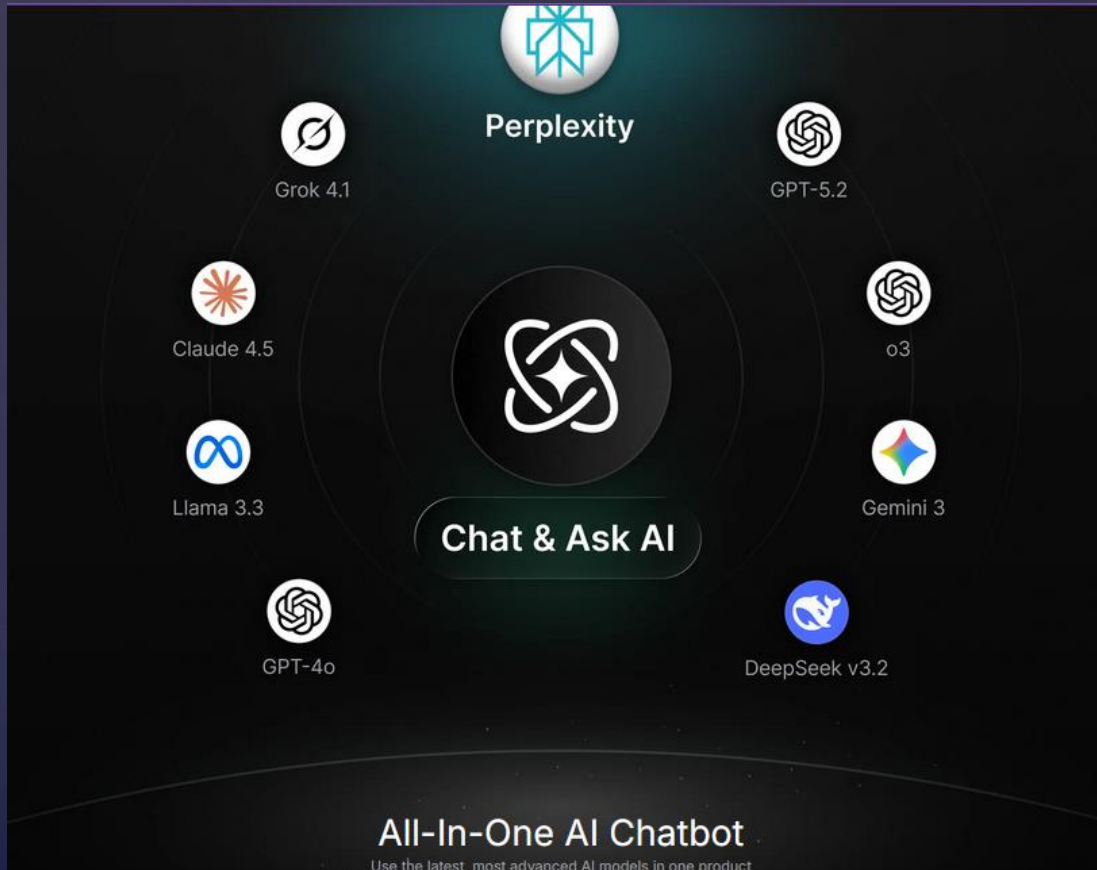 Perplexity
Grok 4.1
GPT-5.2
Claude 4.5
o3
Llama 3.3
Gemini 3
Chat & Ask AI
GPT-4o
DeepSeek v3.2
All-In-One AI Chatbot
Use the latest, most advanced AI models in one product